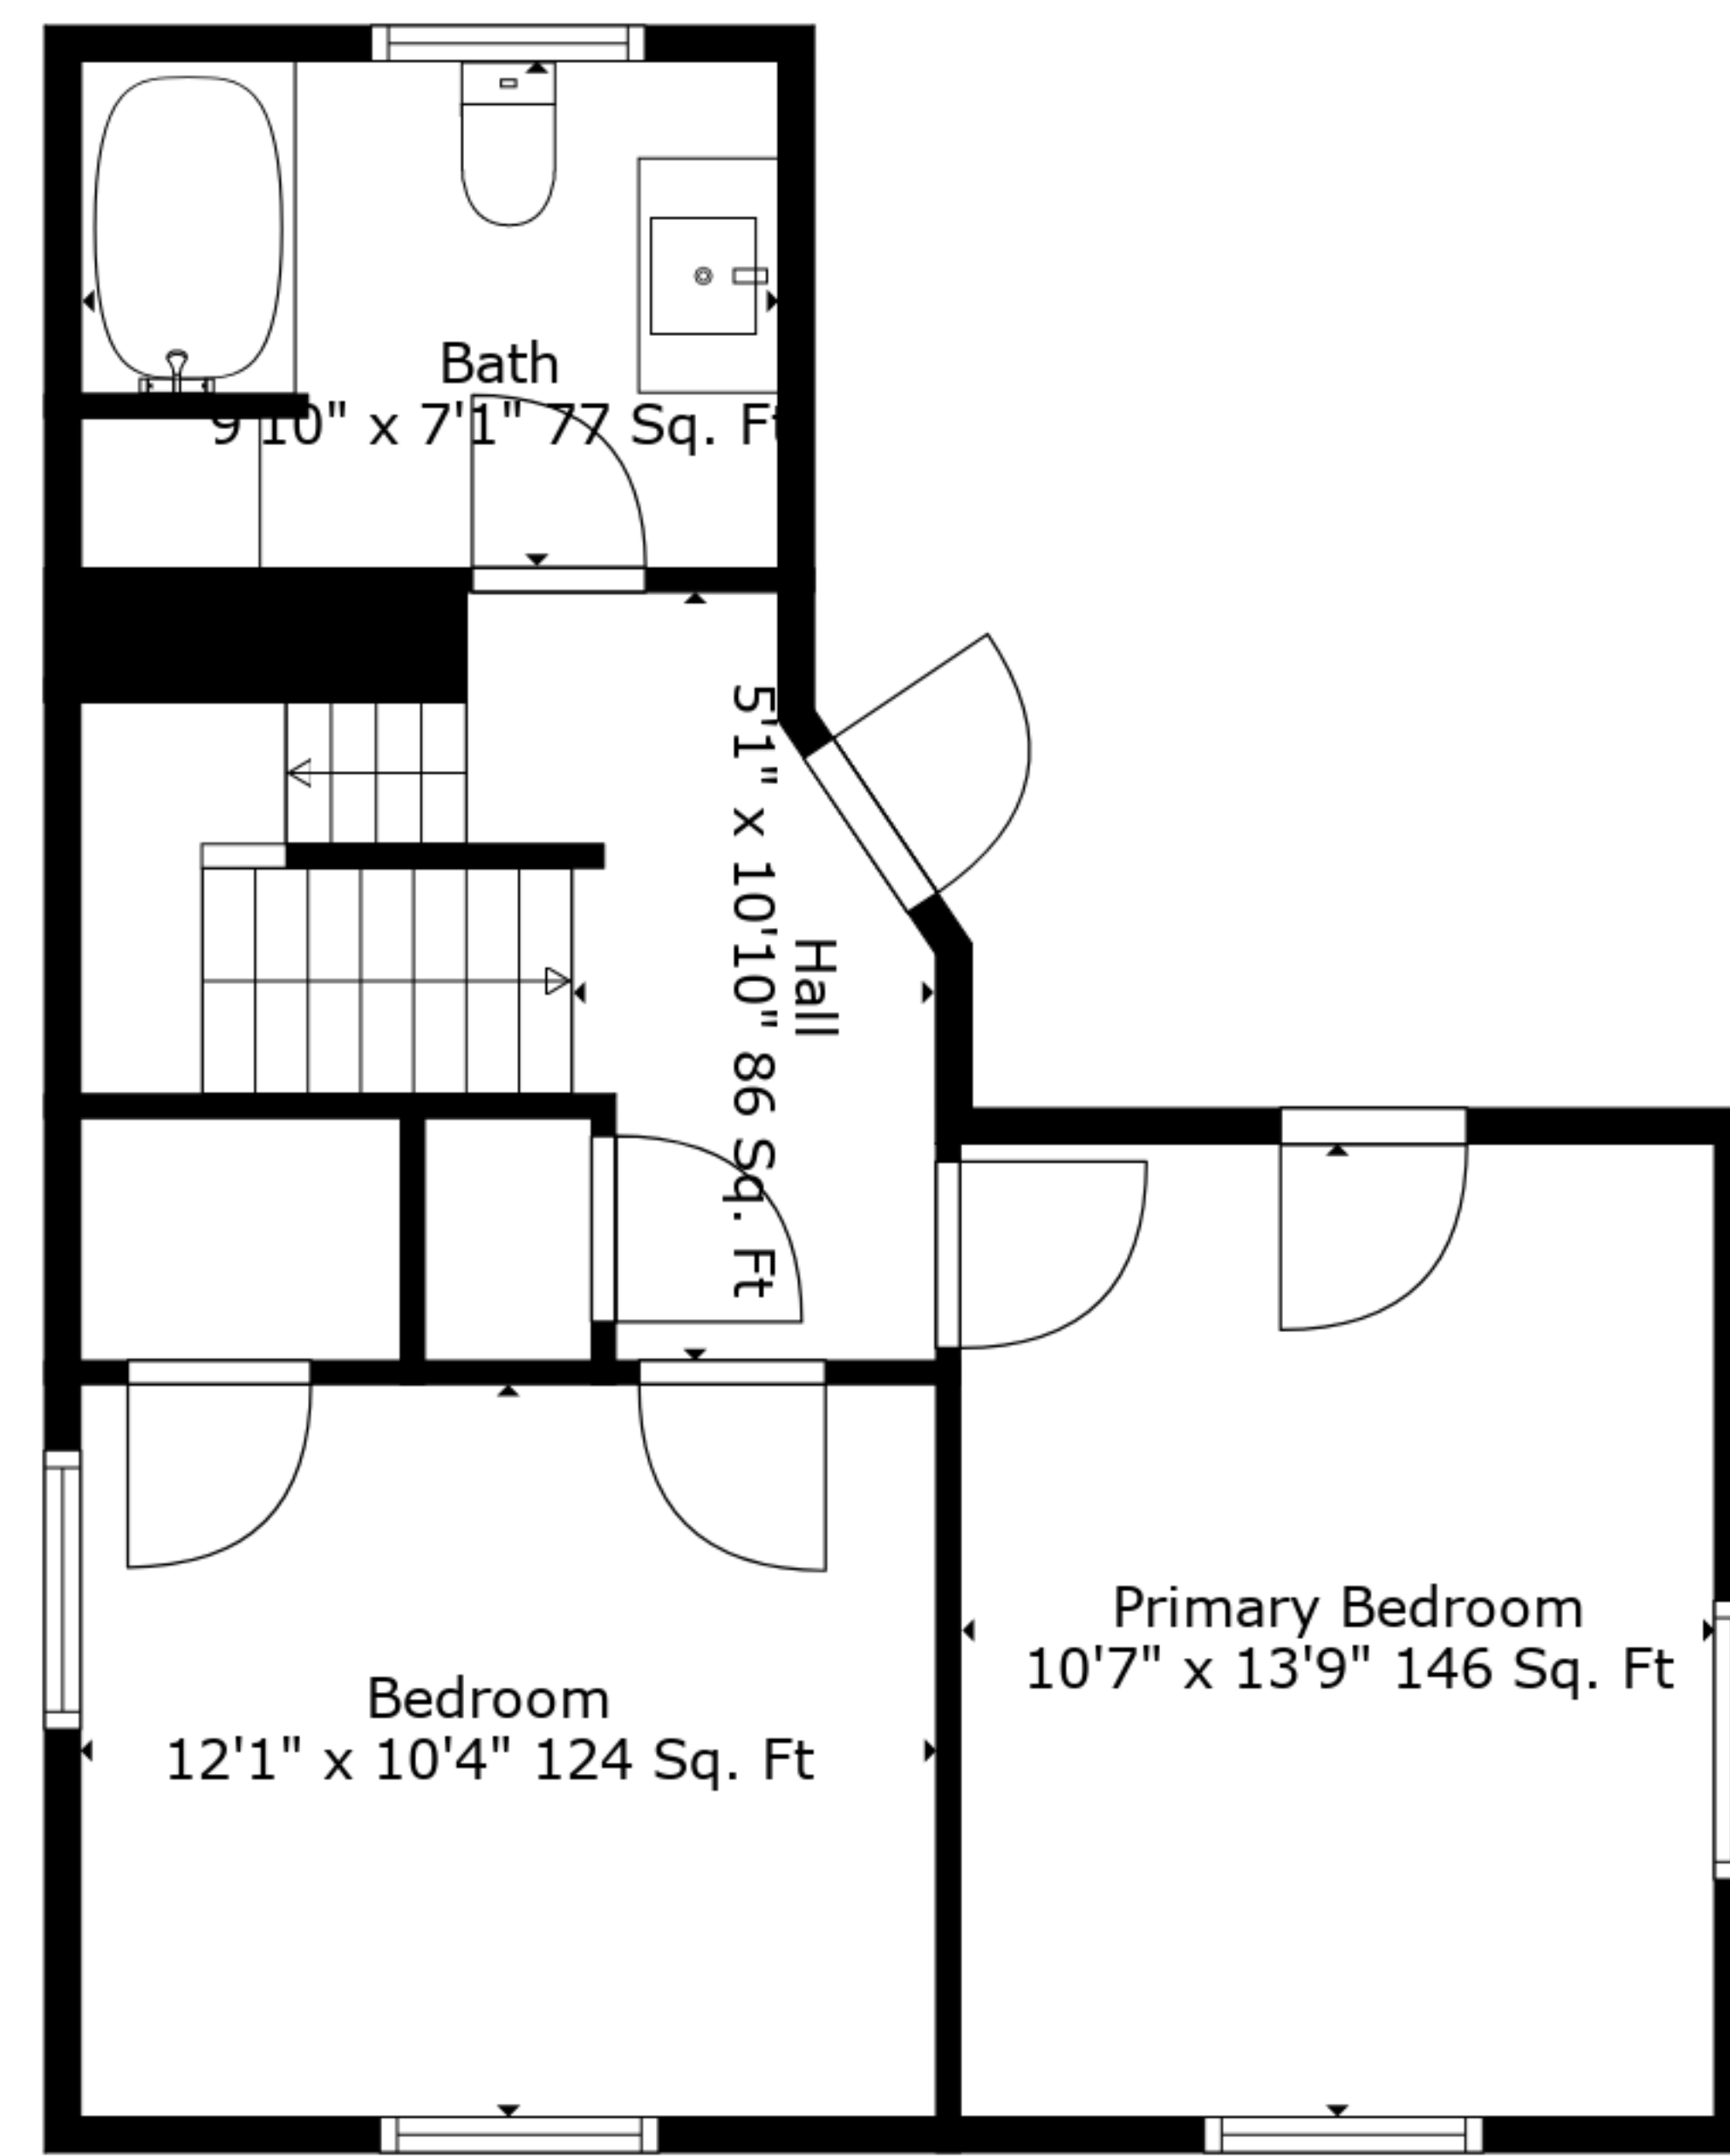 Bath
9'10" x 7'1" 77 Sq. Ft
Hall
5'1" x 10'10" 86 Sq. Ft
Primary Bedroom
10'7" x 13'9" 146 Sq. Ft
Bedroom
12'1" x 10'4" 124 Sq. Ft